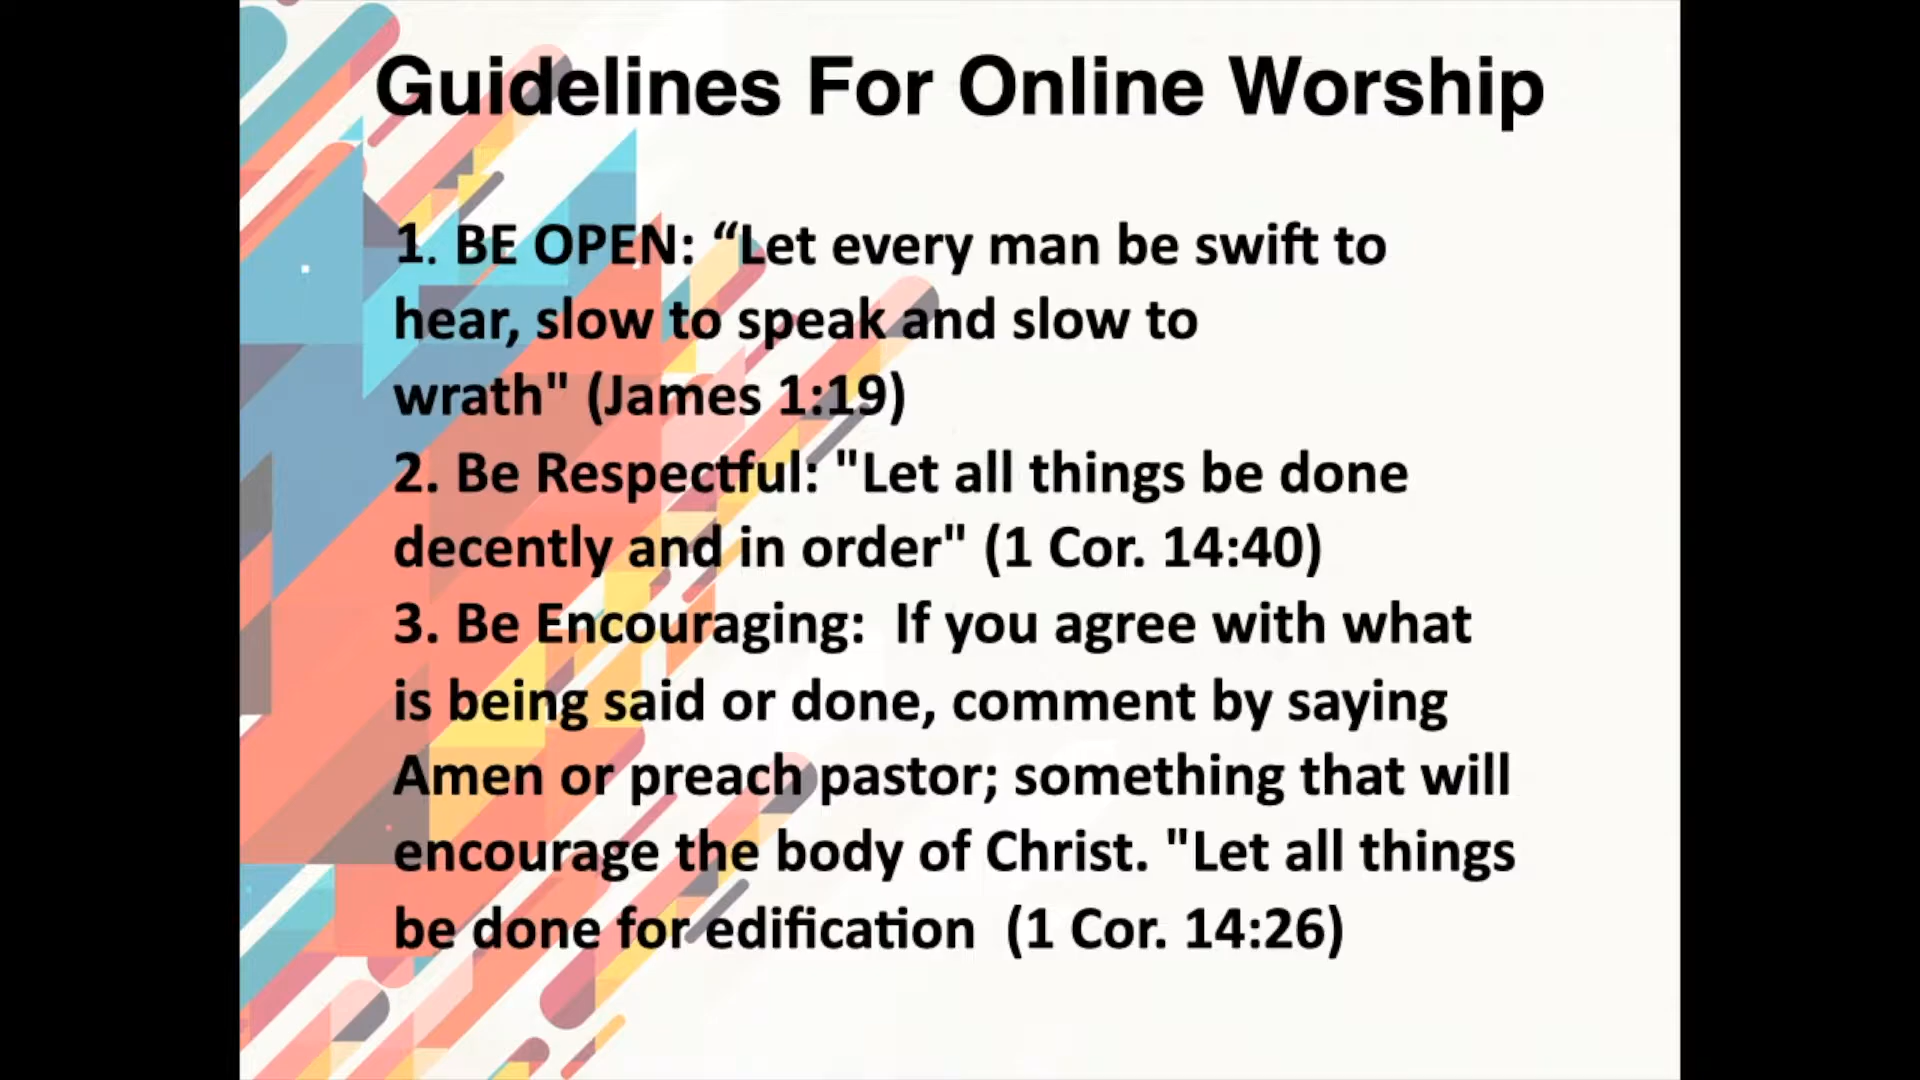 Guidelines For Online Worship
1. BE OPEN: “Let every man be swift to
hear, slow to speak and slow to
wrath" (James 1:19)
2. Be Respectful: "Let all things be done
decently and in order" (1 Cor. 14:40)
3. Be Encouraging:  If you agree with what
is being said or done, comment by saying
Amen or preach pastor; something that will
encourage the body of Christ. "Let all things
be done for edification  (1 Cor. 14:26)